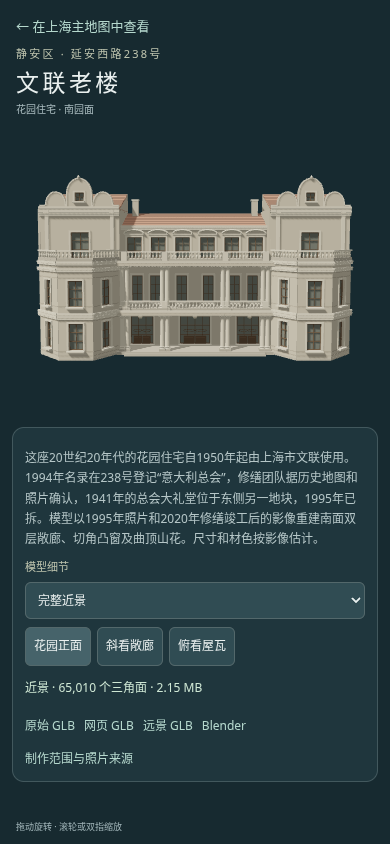 ← 在上海主地图中查看
静安区 · 延安西路238号
文联老楼
花园住宅 · 南园面
这座20世纪20年代的花园住宅自1950年起由上海市文联使用。
1994年名录在238号登记“意大利总会”，修缮团队据历史地图和
照片确认，1941年的总会大礼堂位于东侧另一地块，1995年已
拆。模型以1995年照片和2020年修缮竣工后的影像重建南面双
层敞廊、切角凸窗及曲顶山花。尺寸和材色按影像估计。
模型细节
完整近景
花园正面 斜看敞廊 俯看屋瓦
近景 · 65,010 个三角面 · 2.15 MB
原始 GLB 网页 GLB 远景 GLB Blender
制作范围与照片来源
拖动旋转 · 滚轮或双指缩放